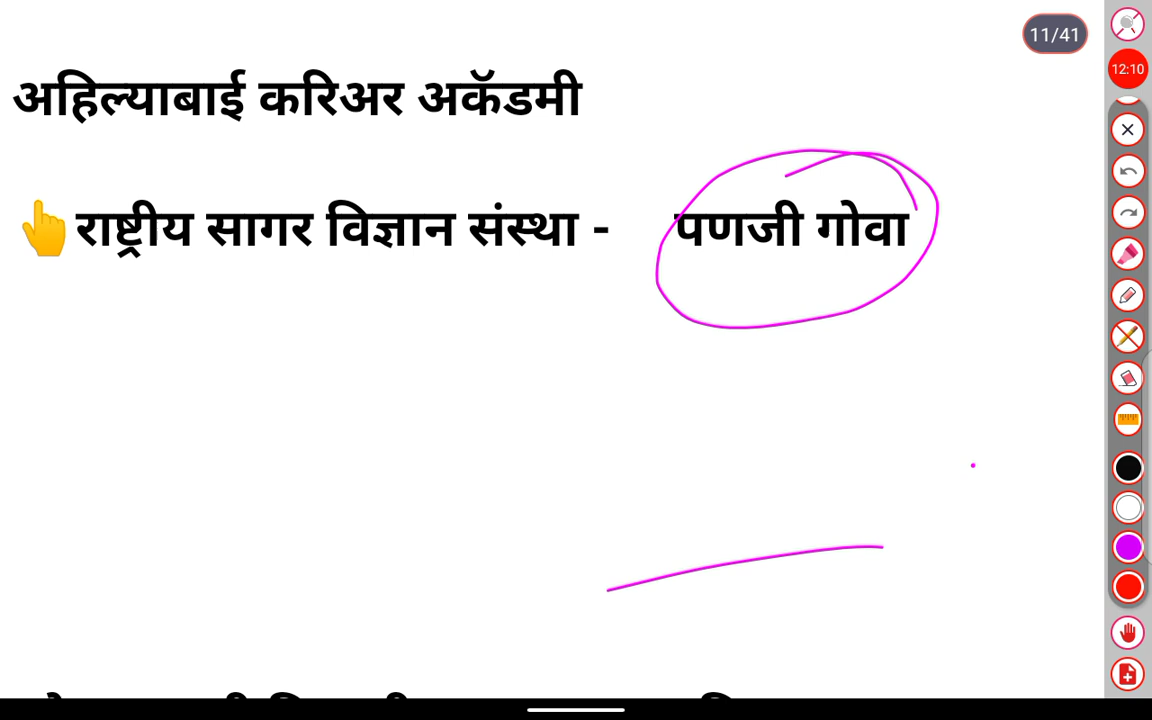 11/41
12:10
अहिल्याबाई करिअर अकॅडमी
👆राष्ट्रीय सागर विज्ञान संस्था - पणजी गोवा